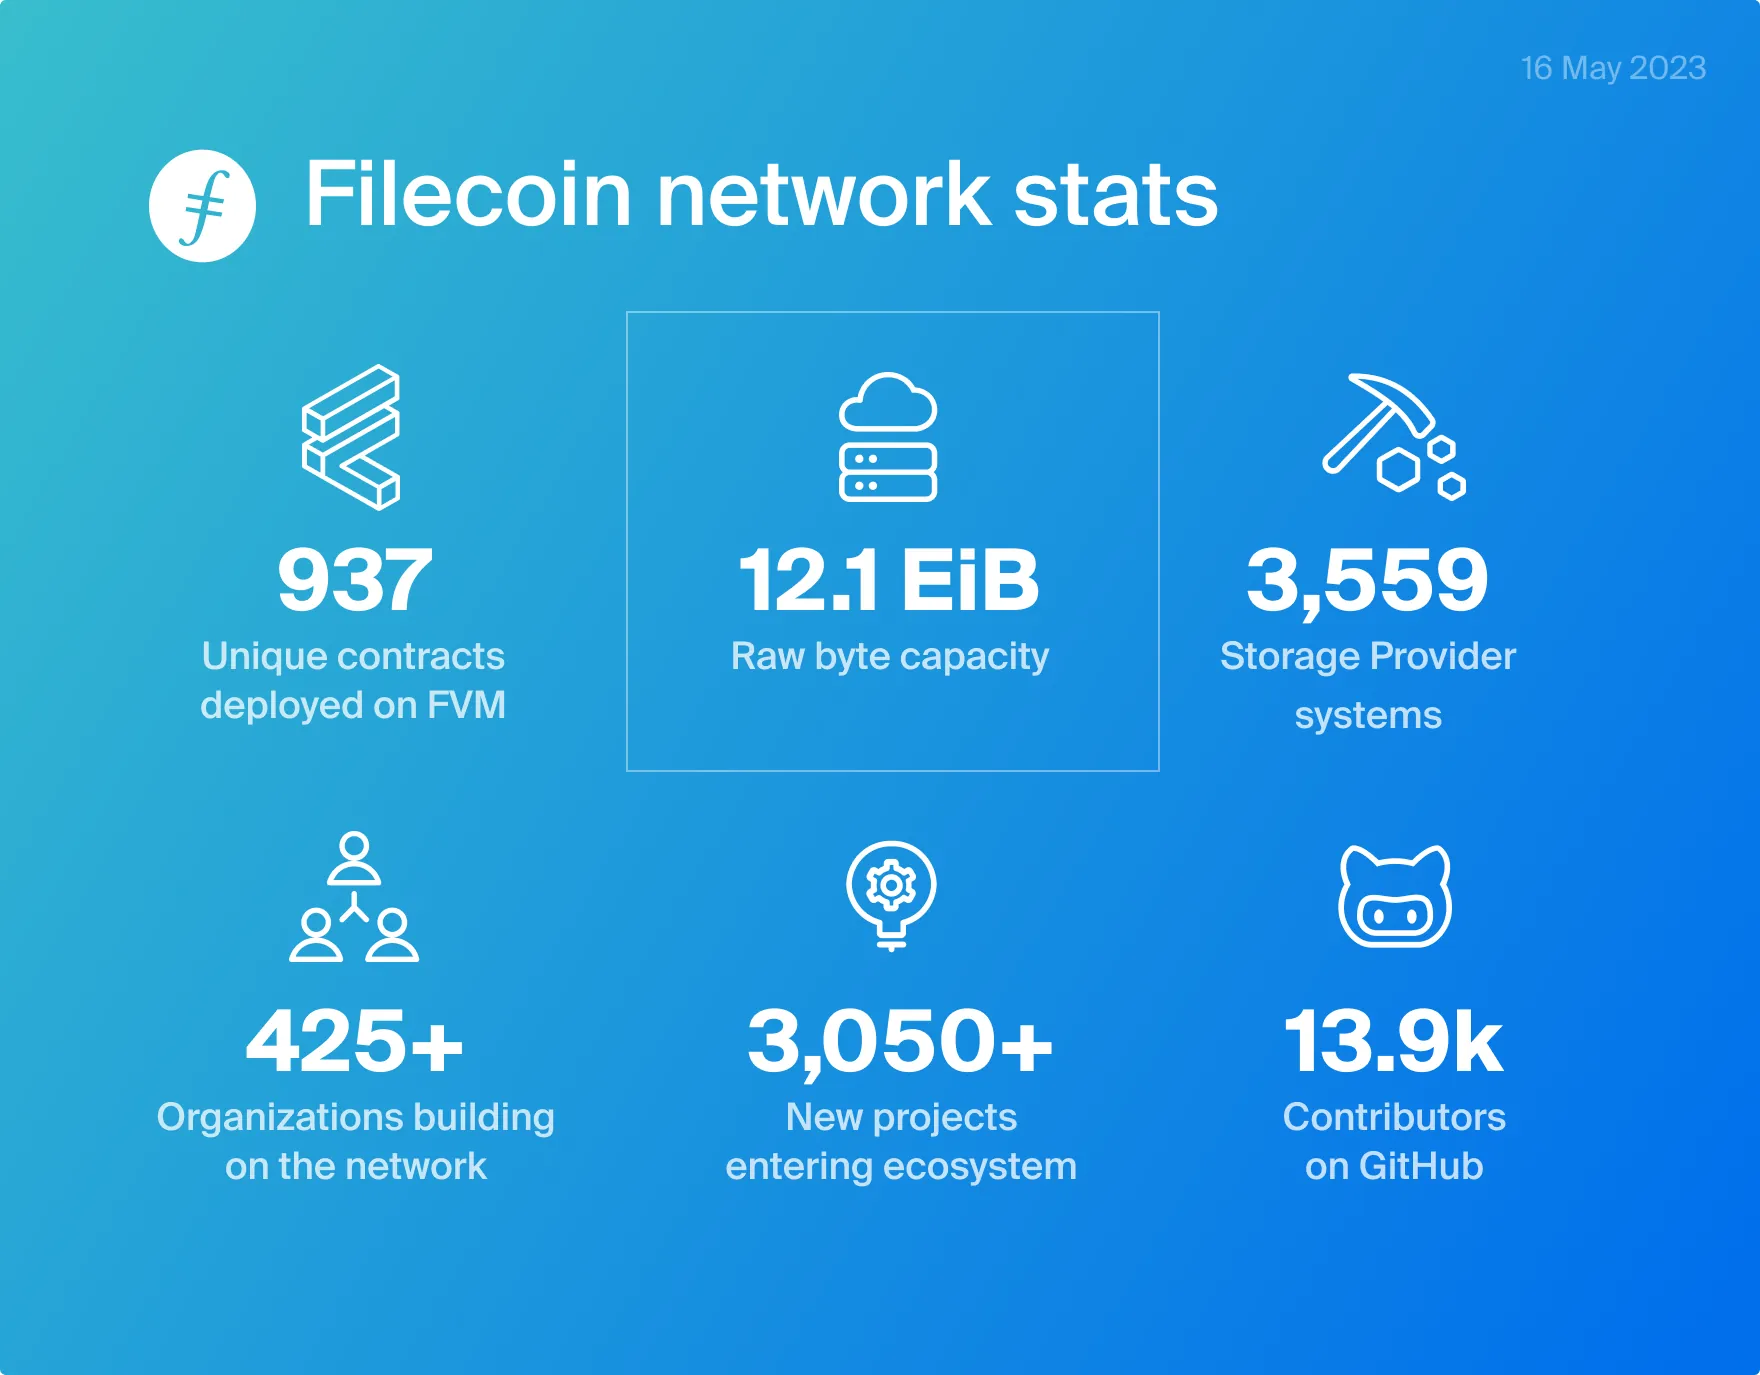 16 May 2023
Filecoin network stats
937
Unique contracts
deployed on FVM
12.1 EiB
Raw byte capacity
3,559
Storage Provider
systems
425+
Organizations building
on the network
3,050+
New projects
entering ecosystem
13.9k
Contributors
on GitHub